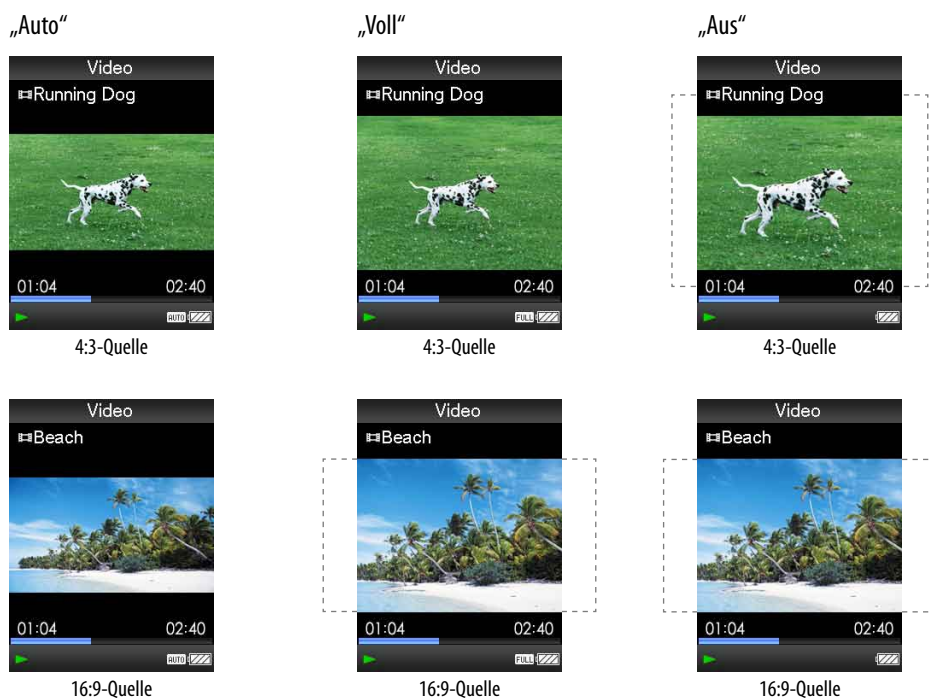 „Auto“
„Voll“
„Aus“
Video
Running Dog
01:04 02:40
AUTO
4:3-Quelle
Video
Running Dog
01:04 02:40
FULL
4:3-Quelle
Video
Running Dog
01:04 02:40
4:3-Quelle
Video
Beach
01:04 02:40
AUTO
16:9-Quelle
Video
Beach
01:04 02:40
FULL
16:9-Quelle
Video
Beach
01:04 02:40
16:9-Quelle